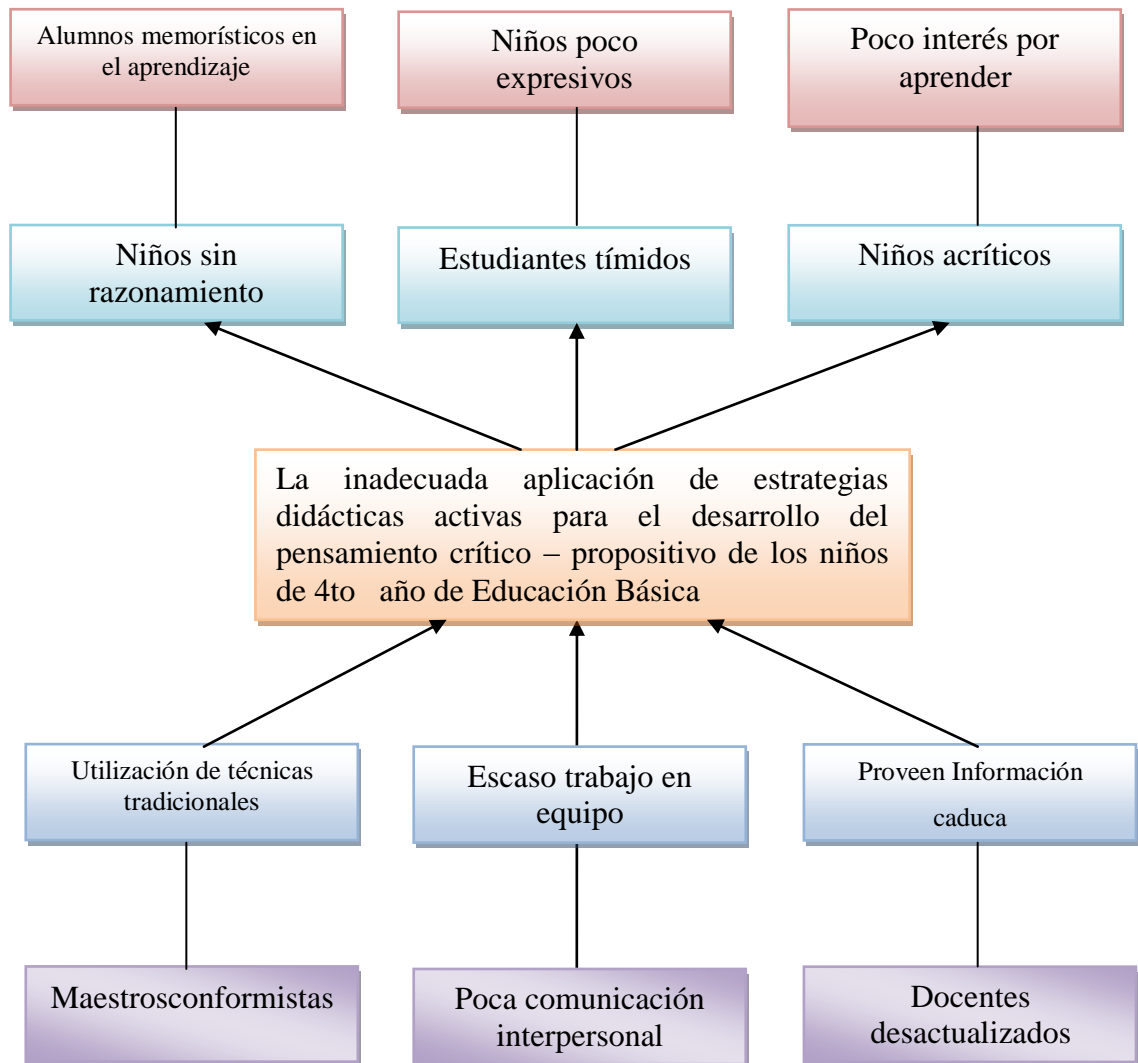 Alumnos memorísticos en
el aprendizaje
Niños poco
expresivos
Poco interés por
aprender
Niños sin
razonamiento
Estudiantes tímidos
Niños acríticos
La inadecuada aplicación de estrategias
didácticas activas para el desarrollo del
pensamiento crítico – propositivo de los niños
de 4to año de Educación Básica
Utilización de técnicas
tradicionales
Escaso trabajo en
equipo
Proveen Información
caduca
Maestrosconformistas
Poca comunicación
interpersonal
Docentes
desactualizados